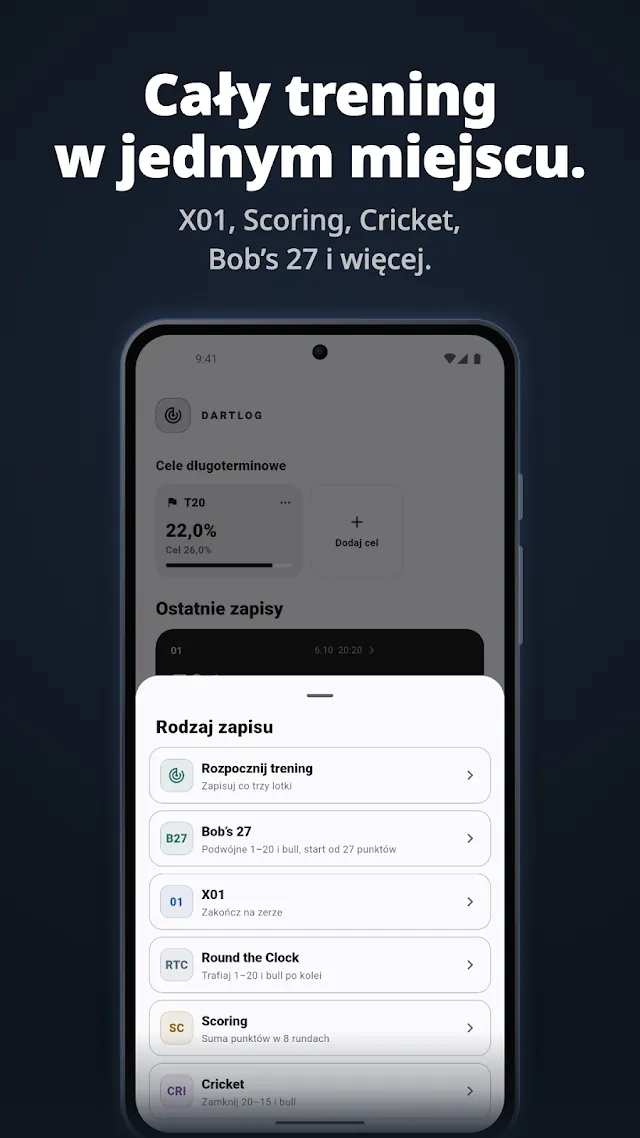 Cały trening
w jednym miejscu.
X01, Scoring, Cricket,
Bob’s 27 i więcej.
9:41
DARTLOG
Cele długoterminowe
T20
22,0%
Cel 26,0%
Dodaj cel
Ostatnie zapisy
01
6.10 20:20
Rodzaj zapisu
Rozpocznij trening
Zapisuj co trzy lotki
B27
Bob’s 27
Podwójne 1–20 i bull, start od 27 punktów
01
X01
Zakończ na zerze
RTC
Round the Clock
Trafiaj 1–20 i bull po kolei
SC
Scoring
Suma punktów w 8 rundach
CRI
Cricket
Zamknij 20–15 i bull